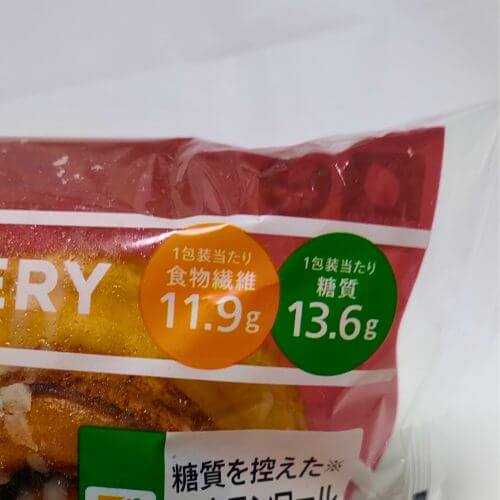 ERY
1包装当たり
食物繊維
11.9g
1包装当たり
糖質
13.6g
糖質を控えた※